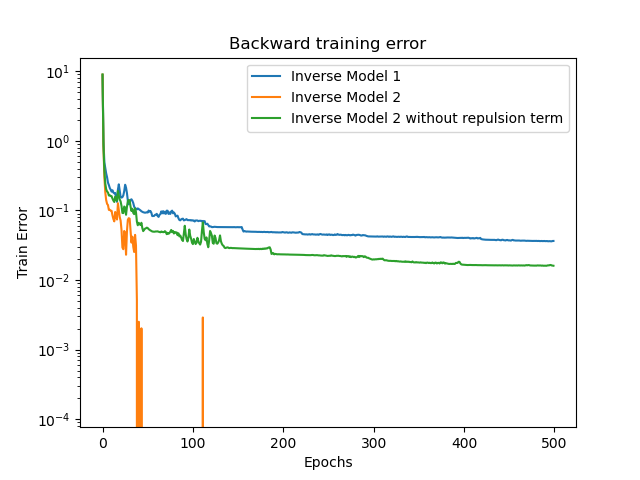 Backward training error
Inverse Model 1
Inverse Model 2
Inverse Model 2 without repulsion term
Train Error
10¹
10⁰
10⁻¹
10⁻²
10⁻³
10⁻⁴
0 100 200 300 400 500
Epochs